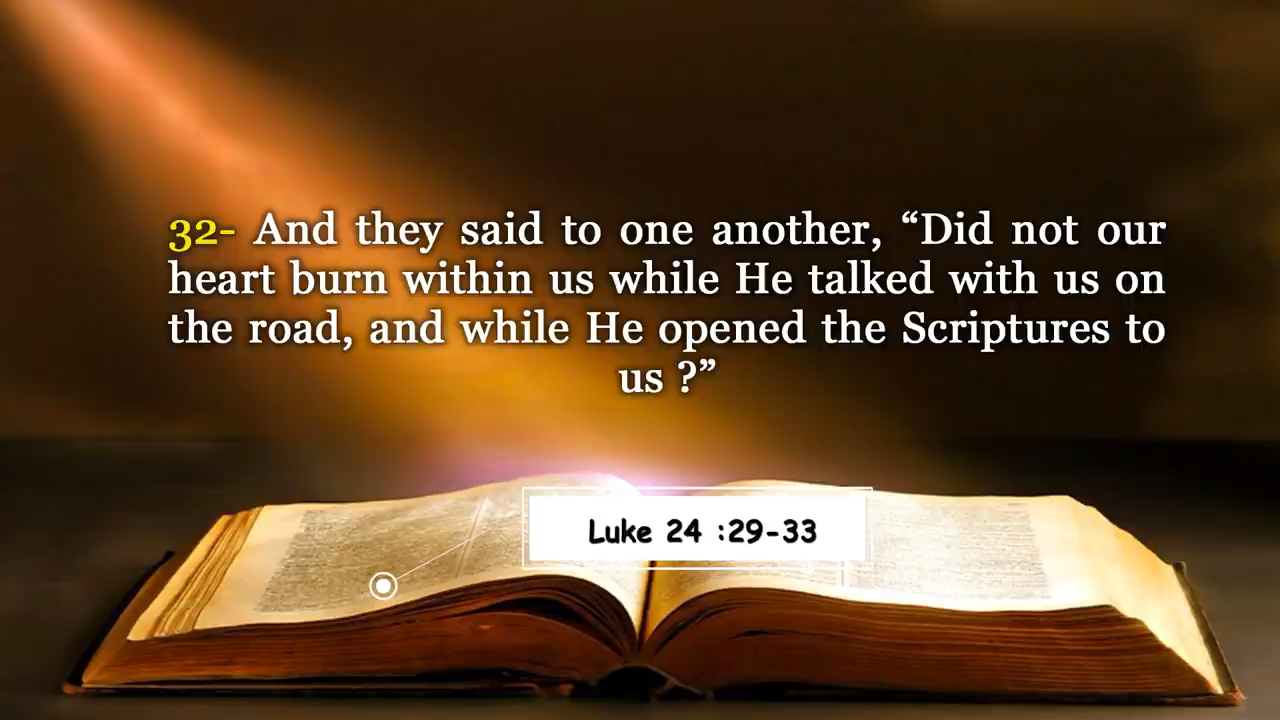 32- And they said to one another, “Did not our
heart burn within us while He talked with us on
the road, and while He opened the Scriptures to
us ?”
Luke 24 :29-33